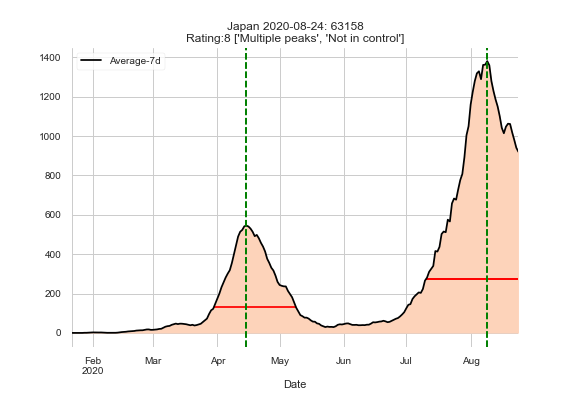 Japan 2020-08-24: 63158
Rating:8 ['Multiple peaks', 'Not in control']
Average-7d
1400
1200
1000
800
600
400
200
0
Feb Mar Apr May Jun Jul Aug
2020
Date